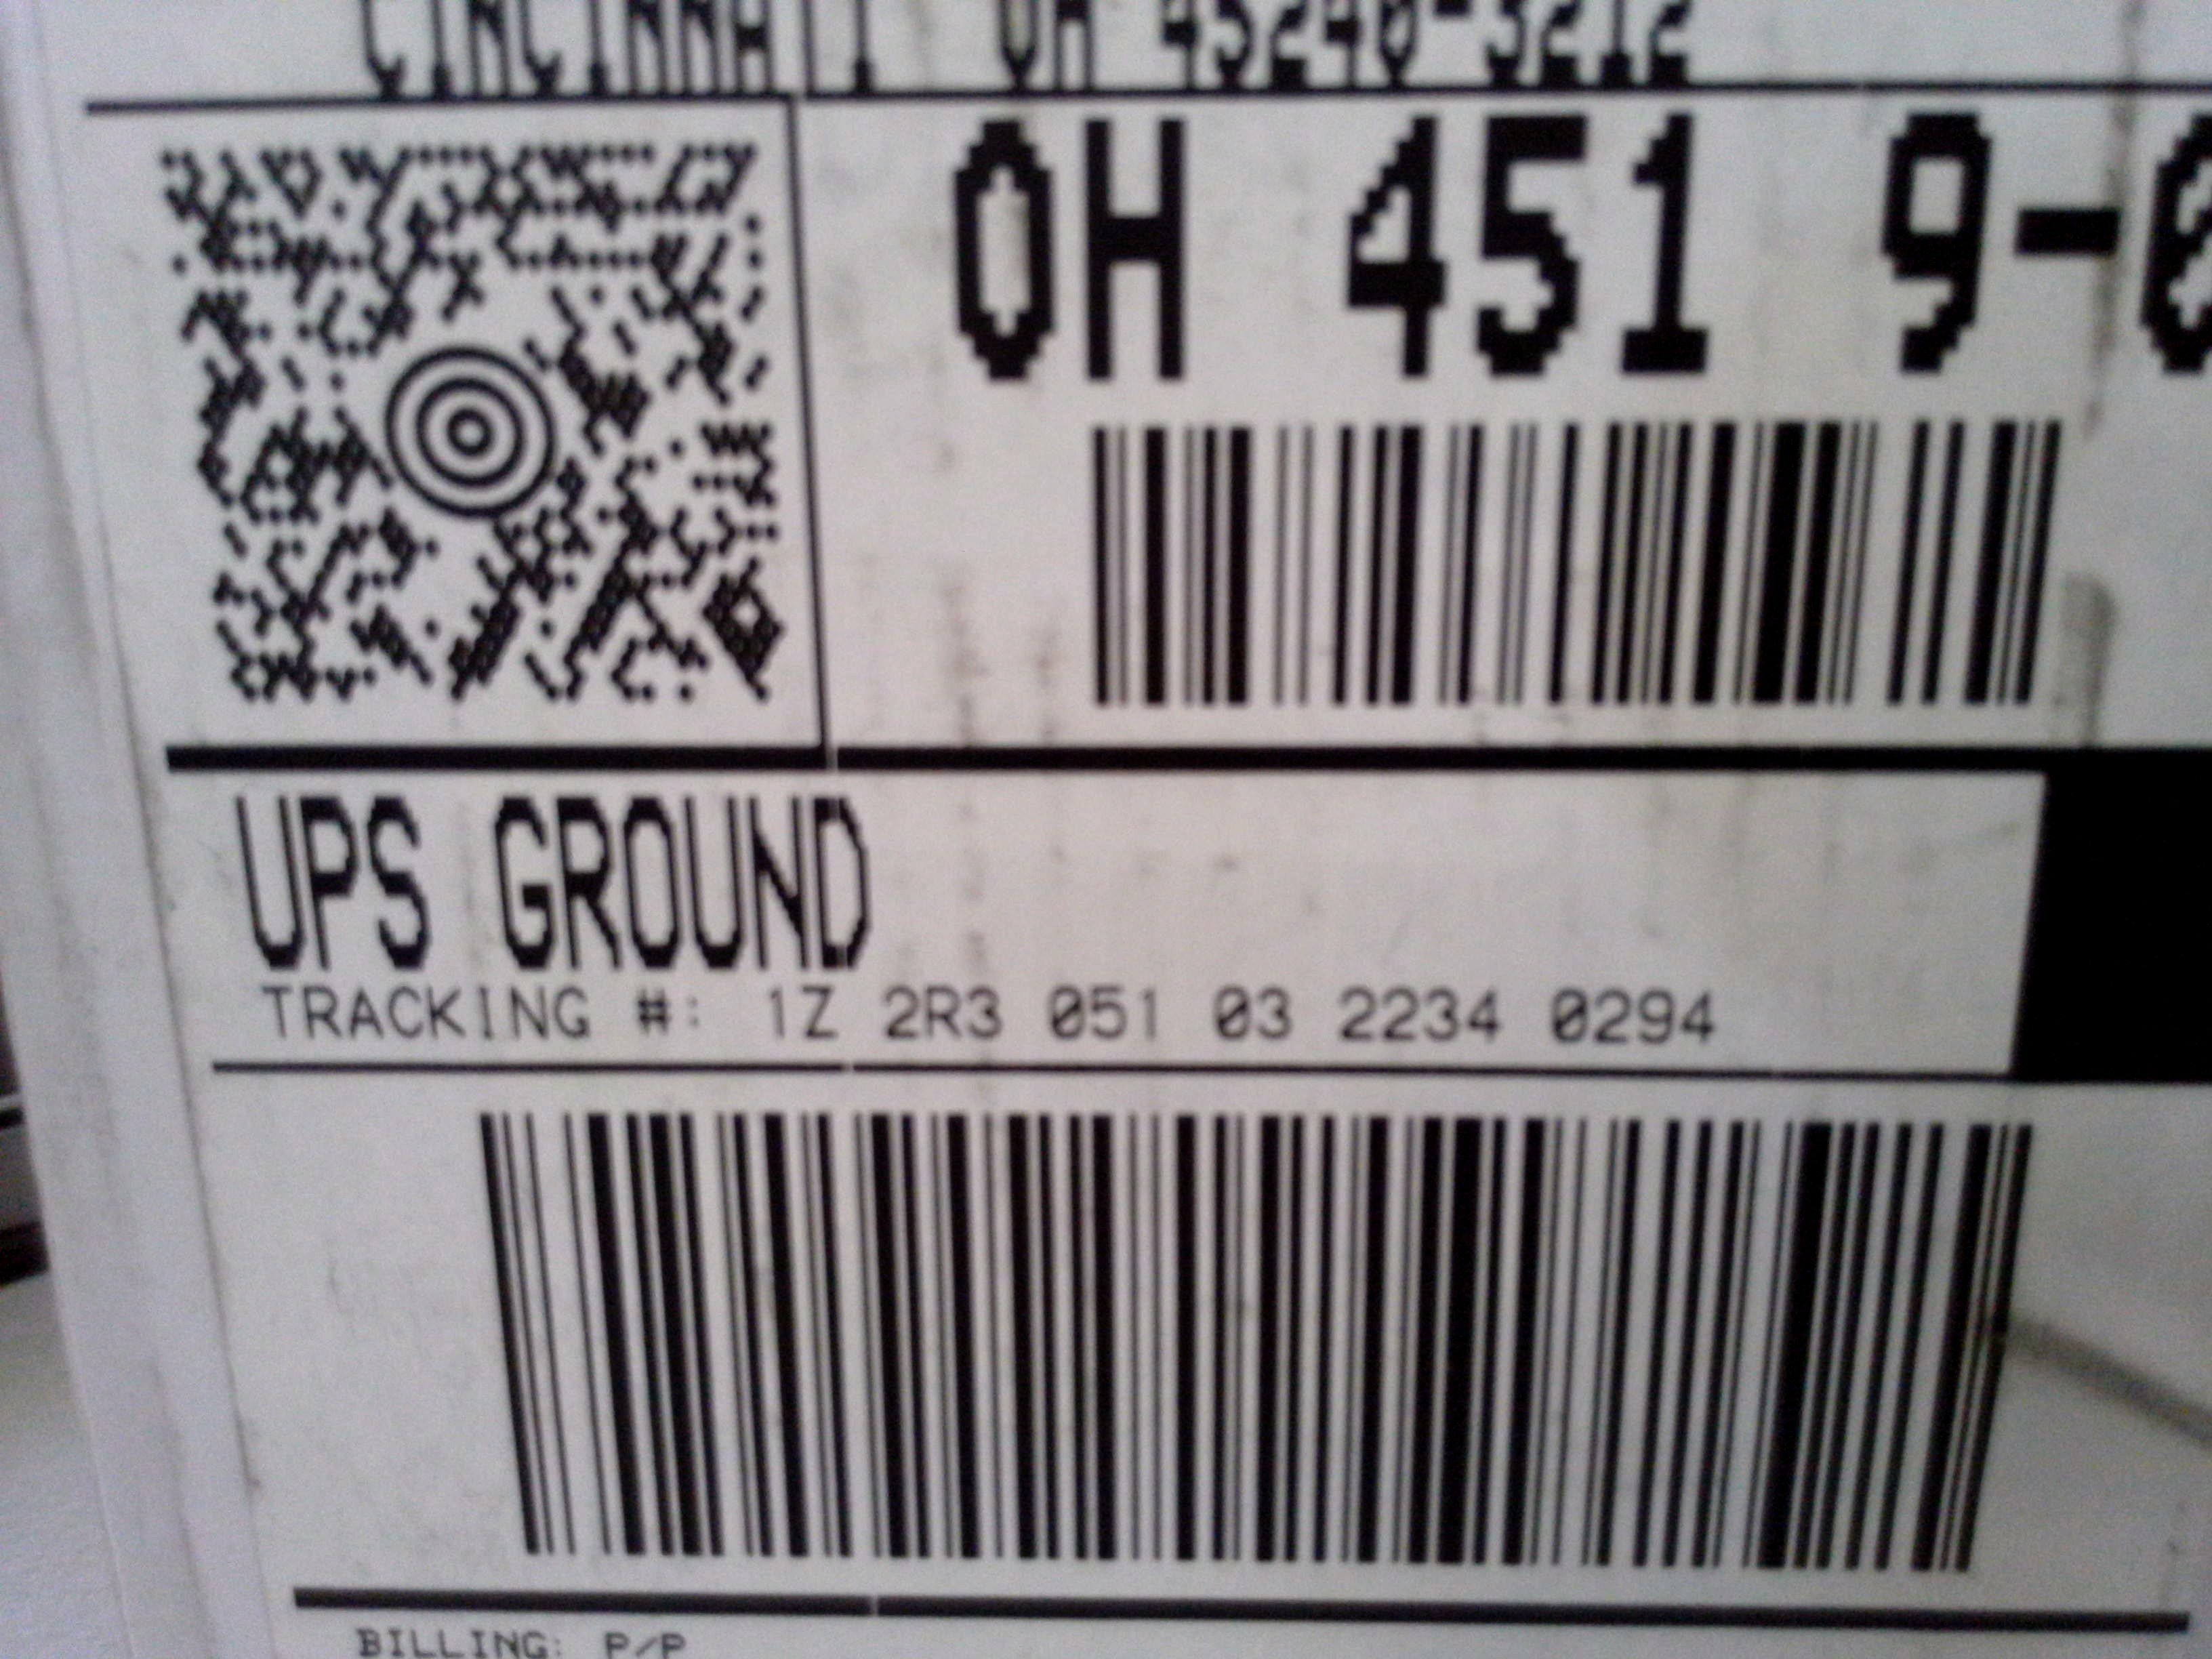 CINCINNATI OH 45240-3212
OH 451 9-0
UPS GROUND
TRACKING #: 1Z 2R3 051 03 2234 0294
BILLING: P/P